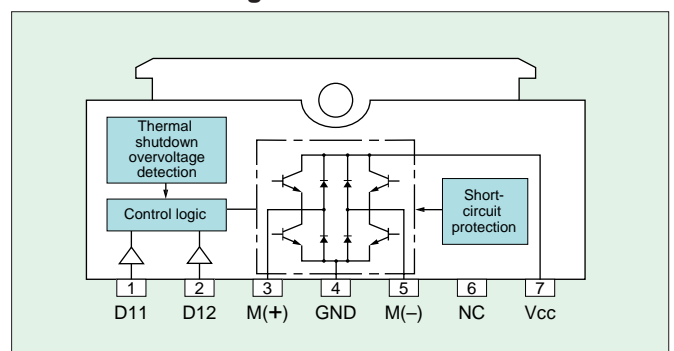 Thermal
shutdown
overvoltage
detection
Control logic
Short-
circuit
protection
1 2 3 4 5 6 7
D11 D12 M(+) GND M(–) NC Vcc